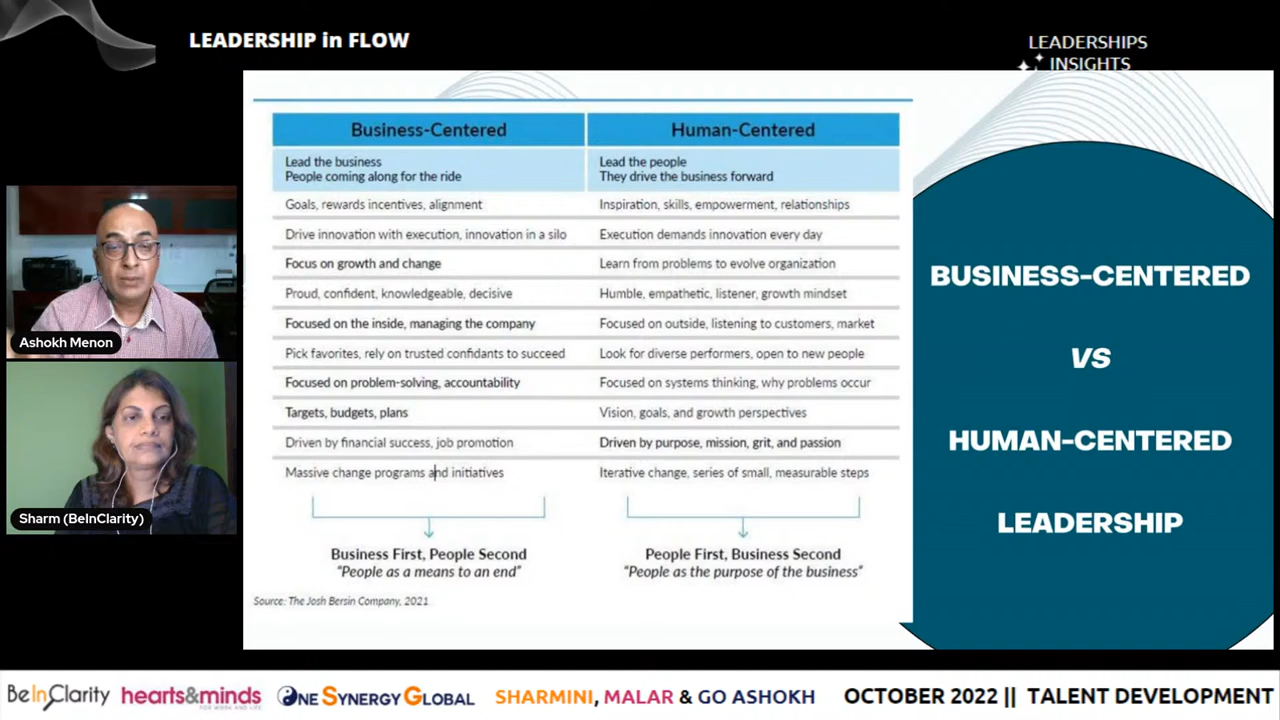 LEADERSHIP in FLOW
LEADERSHIPS
INSIGHTS
Business-Centered
Human-Centered
Lead the business
People coming along for the ride
Lead the people
They drive the business forward
Goals, rewards incentives, alignment
Inspiration, skills, empowerment, relationships
Drive innovation with execution, innovation in a silo
Execution demands innovation every day
Focus on growth and change
Learn from problems to evolve organization
Proud, confident, knowledgeable, decisive
Humble, empathetic, listener, growth mindset
Focused on the inside, managing the company
Focused on outside, listening to customers, market
Pick favorites, rely on trusted confidants to succeed
Look for diverse performers, open to new people
Focused on problem-solving, accountability
Focused on systems thinking, why problems occur
Targets, budgets, plans
Vision, goals, and growth perspectives
Driven by financial success, job promotion
Driven by purpose, mission, grit, and passion
Massive change programs and initiatives
Iterative change, series of small, measurable steps
Business First, People Second
"People as a means to an end"
People First, Business Second
"People as the purpose of the business"
Source: The Josh Bersin Company, 2021
BUSINESS-CENTERED
VS
HUMAN-CENTERED
LEADERSHIP
Ashokh Menon
Sharm (BeInClarity)
BeInClarity
hearts&minds
FOR WORK AND LIFE
ONE SYNERGY GLOBAL
SHARMINI, MALAR & GO ASHOKH
OCTOBER 2022 || TALENT DEVELOPMENT